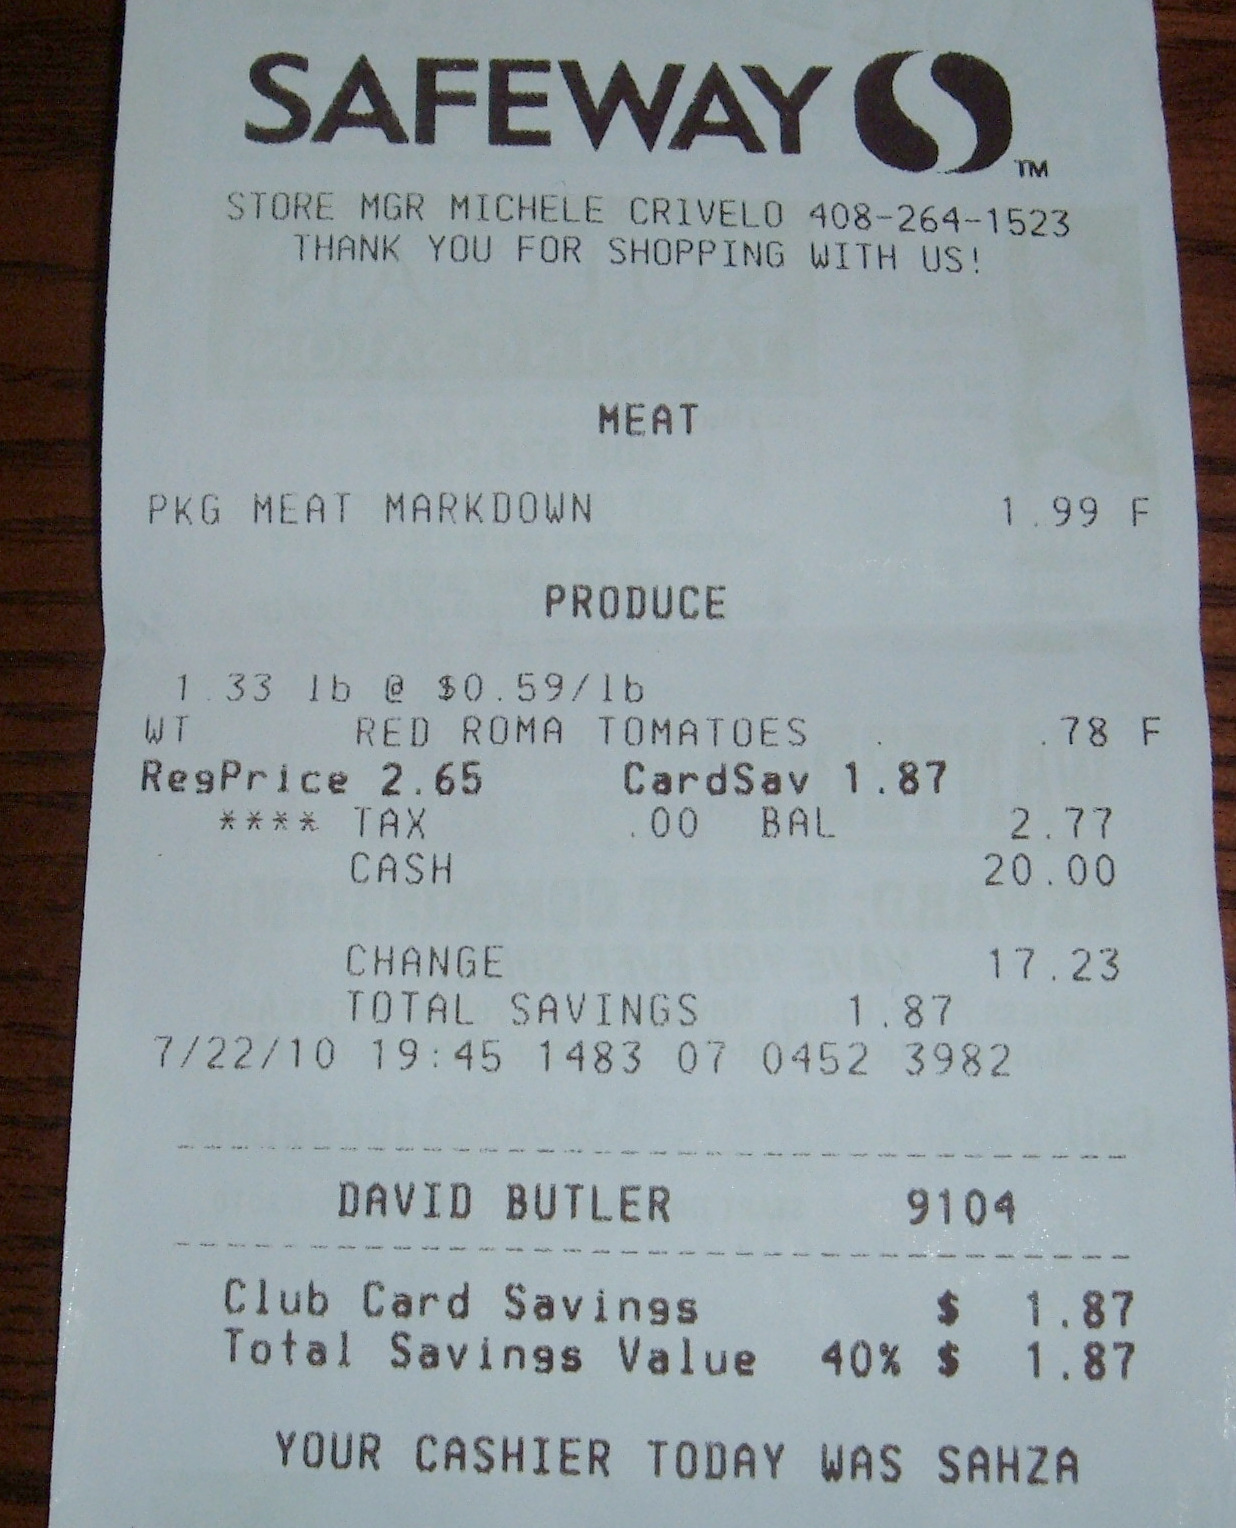 SAFEWAY TM
STORE MGR MICHELE CRIVELO 408-264-1523
THANK YOU FOR SHOPPING WITH US!
MEAT
PKG MEAT MARKDOWN 1.99 F
PRODUCE
1.33 lb @ $0.59/lb
WT RED ROMA TOMATOES .78 F
RegPrice 2.65 CardSav 1.87
**** TAX .00 BAL 2.77
CASH 20.00
CHANGE 17.23
TOTAL SAVINGS 1.87
7/22/10 19:45 1483 07 0452 3982
DAVID BUTLER 9104
Club Card Savings $ 1.87
Total Savings Value 40% $ 1.87
YOUR CASHIER TODAY WAS SAHZA